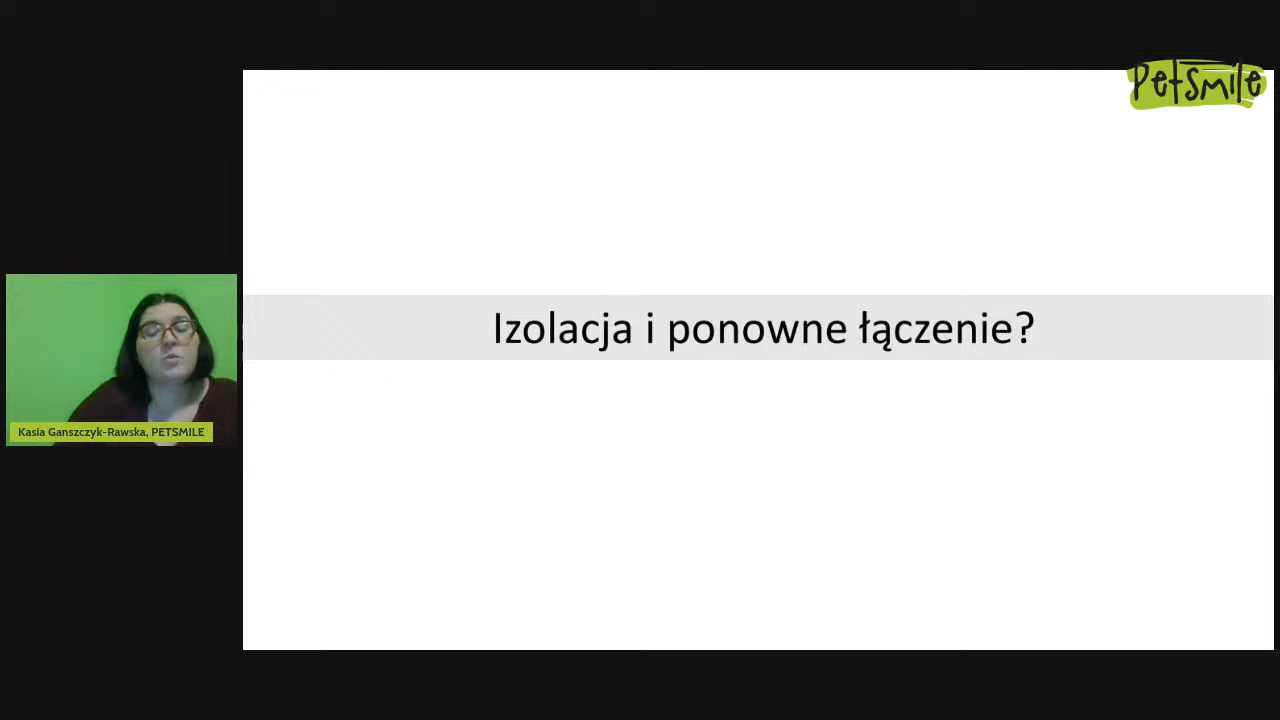 PetSmile
Izolacja i ponowne łączenie?
Kasia Ganszczyk-Rawska, PETSMILE